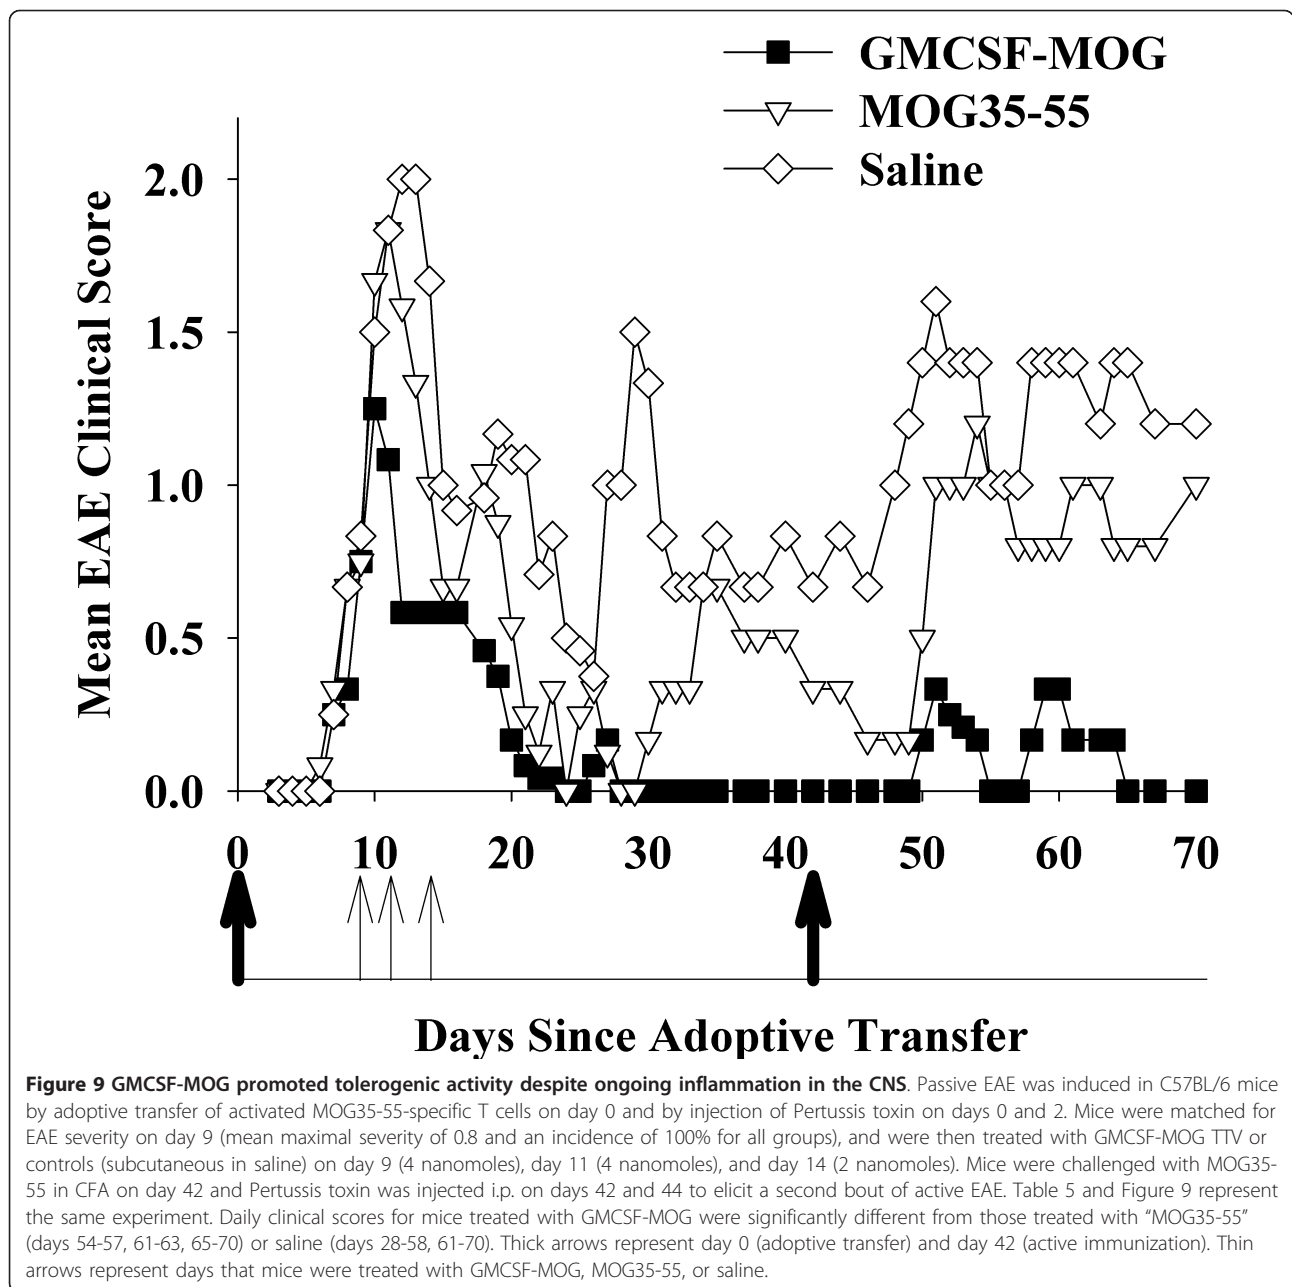 GMCSF-MOG
MOG35-55
Saline
Mean EAE Clinical Score
2.0
1.5
1.0
0.5
0.0
0 10 20 30 40 50 60 70
Days Since Adoptive Transfer
Figure 9 GMCSF-MOG promoted tolerogenic activity despite ongoing inflammation in the CNS. Passive EAE was induced in C57BL/6 mice
by adoptive transfer of activated MOG35-55-specific T cells on day 0 and by injection of Pertussis toxin on days 0 and 2. Mice were matched for
EAE severity on day 9 (mean maximal severity of 0.8 and an incidence of 100% for all groups), and were then treated with GMCSF-MOG TTV or
controls (subcutaneous in saline) on day 9 (4 nanomoles), day 11 (4 nanomoles), and day 14 (2 nanomoles). Mice were challenged with MOG35-
55 in CFA on day 42 and Pertussis toxin was injected i.p. on days 42 and 44 to elicit a second bout of active EAE. Table 5 and Figure 9 represent
the same experiment. Daily clinical scores for mice treated with GMCSF-MOG were significantly different from those treated with “MOG35-55”
(days 54-57, 61-63, 65-70) or saline (days 28-58, 61-70). Thick arrows represent day 0 (adoptive transfer) and day 42 (active immunization). Thin
arrows represent days that mice were treated with GMCSF-MOG, MOG35-55, or saline.